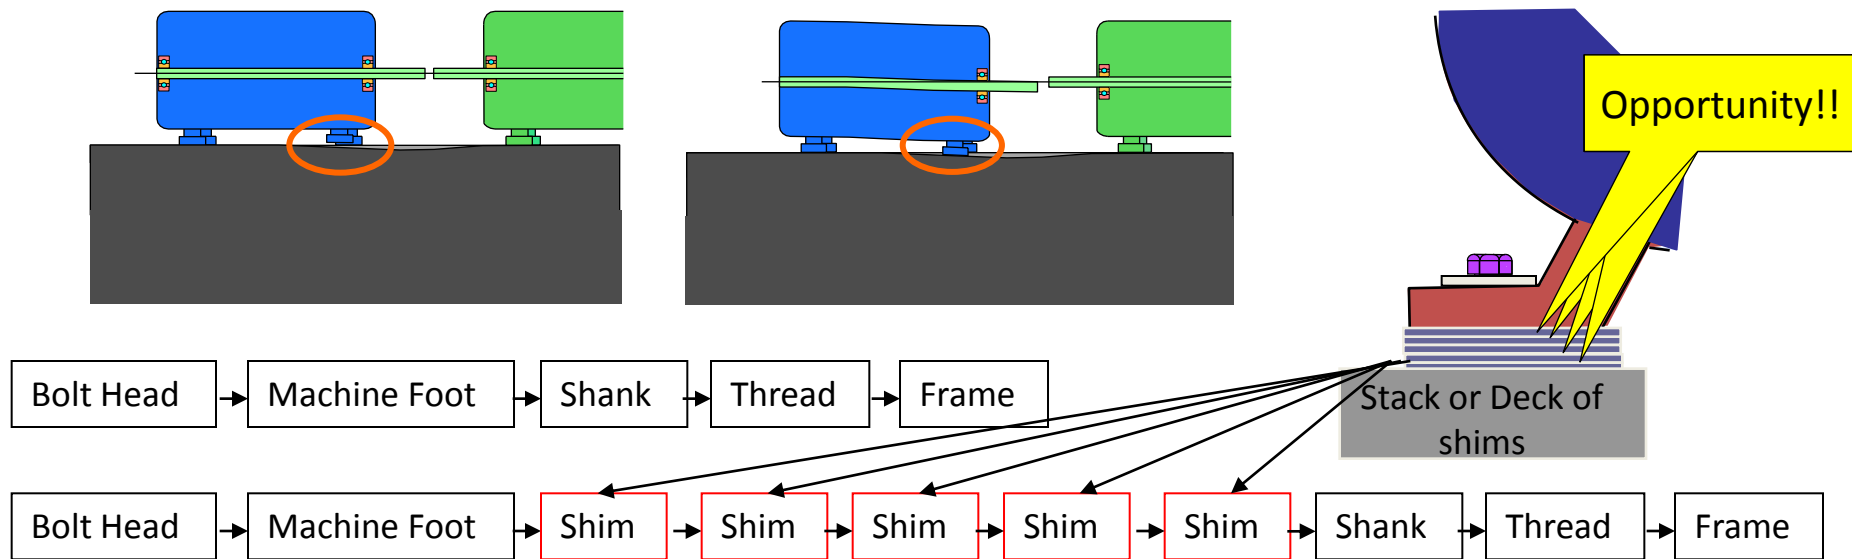 Opportunity!!
Bolt Head
Machine Foot
Shank
Thread
Frame
Stack or Deck of
shims
Bolt Head
Machine Foot
Shim
Shim
Shim
Shim
Shim
Shank
Thread
Frame